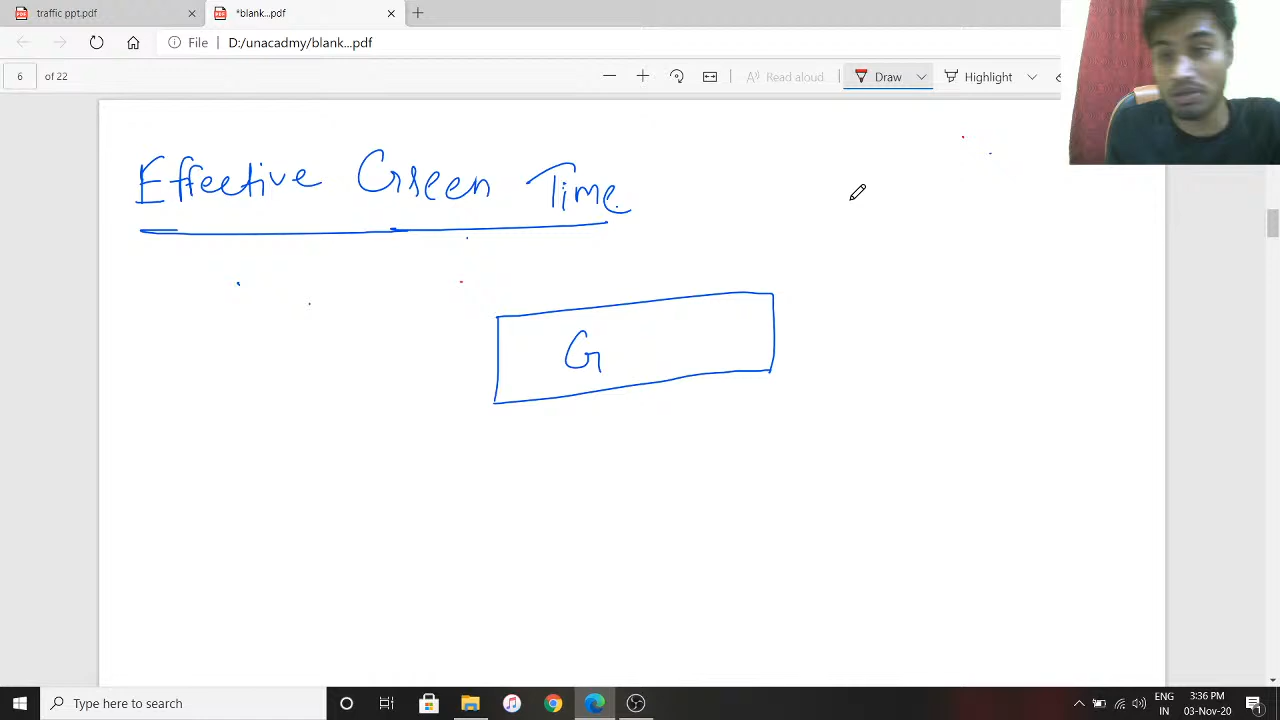 traffic ppt.pdf
*blank...pdf
File
D:/unacadmy/blank...pdf
6
of 22
Read aloud
Draw
Highlight
Effective Green Time
G
Type here to search
ENG
IN
3:36 PM
03-Nov-20
1